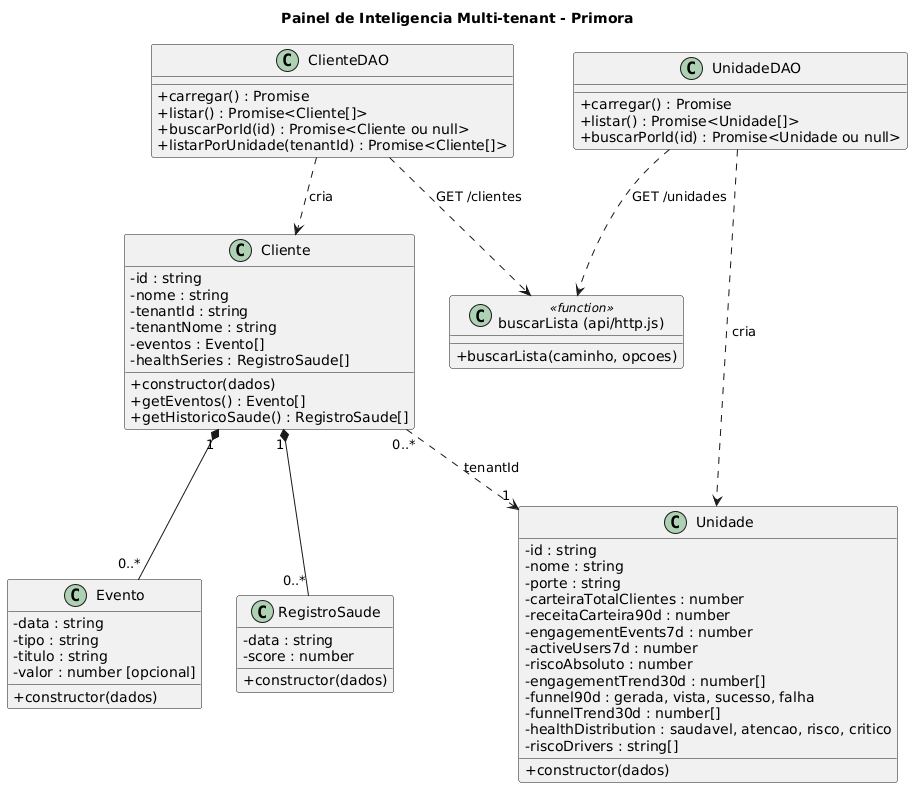 Painel de Inteligencia Multi-tenant - Primora
C ClienteDAO
+carregar() : Promise
+listar() : Promise<Cliente[]>
+buscarPorId(id) : Promise<Cliente ou null>
+listarPorUnidade(tenantId) : Promise<Cliente[]>
C UnidadeDAO
+carregar() : Promise
+listar() : Promise<Unidade[]>
+buscarPorId(id) : Promise<Unidade ou null>
cria
GET /clientes
GET /unidades
C Cliente
-id : string
-nome : string
-tenantId : string
-tenantNome : string
-eventos : Evento[]
-healthSeries : RegistroSaude[]
+constructor(dados)
+getEventos() : Evento[]
+getHistoricoSaude() : RegistroSaude[]
C «function»
buscarLista (api/http.js)
+buscarLista(caminho, opcoes)
cria
1
1
0..*
tenantId
1
0..*
0..*
C Evento
-data : string
-tipo : string
-titulo : string
-valor : number [opcional]
+constructor(dados)
C RegistroSaude
-data : string
-score : number
+constructor(dados)
C Unidade
-id : string
-nome : string
-porte : string
-carteiraTotalClientes : number
-receitaCarteira90d : number
-engagementEvents7d : number
-activeUsers7d : number
-riscoAbsoluto : number
-engagementTrend30d : number[]
-funnel90d : gerada, vista, sucesso, falha
-funnelTrend30d : number[]
-healthDistribution : saudavel, atencao, risco, critico
-riscoDrivers : string[]
+constructor(dados)